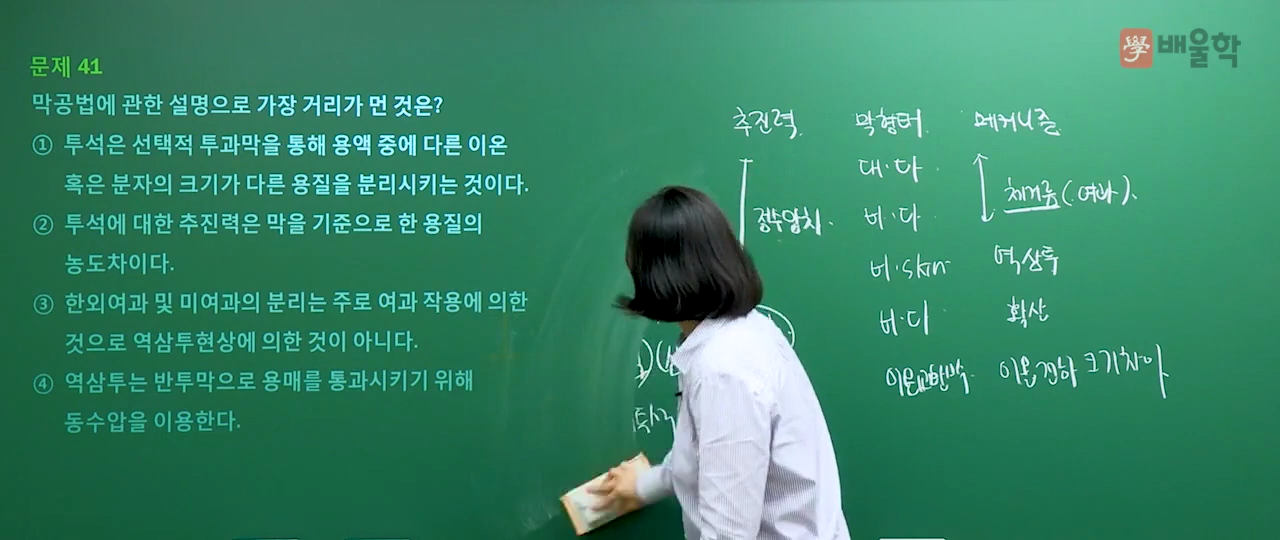 學 배울학
문제 41
막공법에 관한 설명으로 가장 거리가 먼 것은?
① 투석은 선택적 투과막을 통해 용액 중에 다른 이온
혹은 분자의 크기가 다른 용질을 분리시키는 것이다.
② 투석에 대한 추진력은 막을 기준으로 한 용질의
농도차이다.
③ 한외여과 및 미여과의 분리는 주로 여과 작용에 의한
것으로 역삼투현상에 의한 것이 아니다.
④ 역삼투는 반투막으로 용매를 통과시키기 위해
동수압을 이용한다.
추진력. 막형터. 메커니즘
대·다
체거름(여과).
정수압차. 비·다
비·skin 역삼투
비·다 확산
이온교환막. 이온전하 크기차이